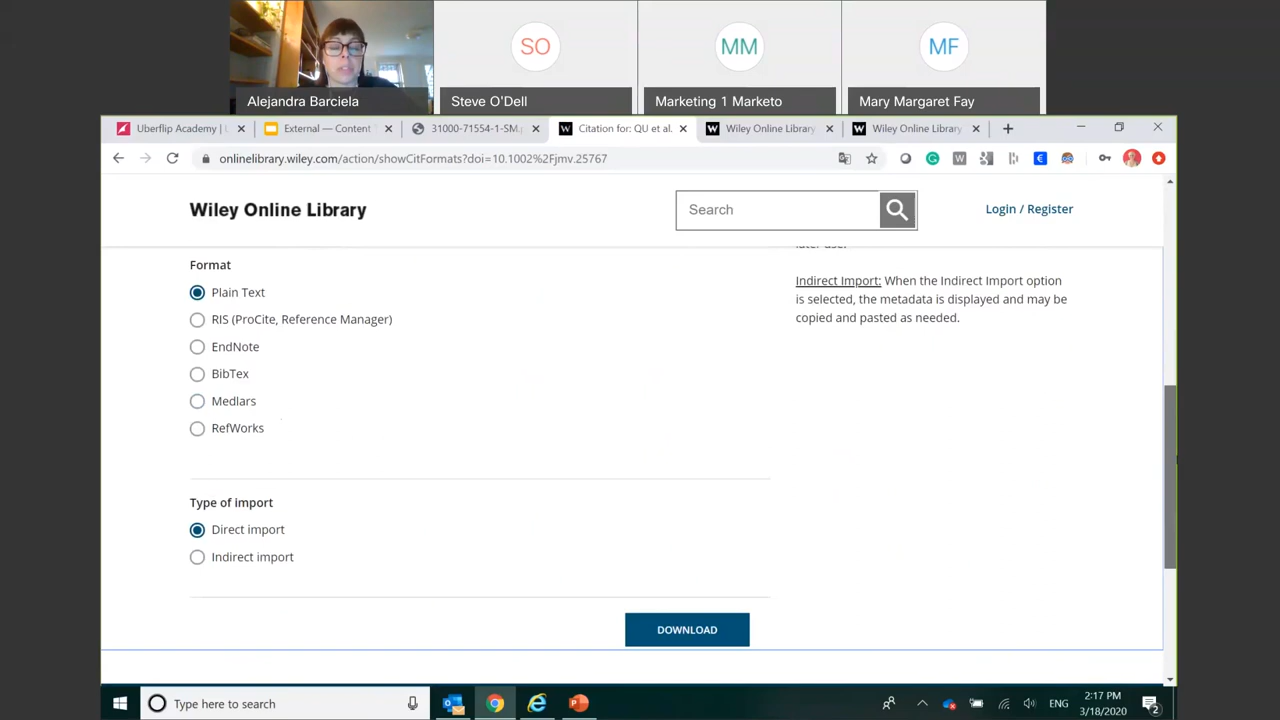 SO
MM
MF
Alejandra Barciela
Steve O'Dell
Marketing 1 Marketo
Mary Margaret Fay
Uberflip Academy | L
External — Content T
31000-71554-1-SM.
Citation for: QU et al.
Wiley Online Library
Wiley Online Library
onlinelibrary.wiley.com/action/showCitFormats?doi=10.1002%2Fjmv.25767
Wiley Online Library
Search
Login / Register
later use.
Format
Plain Text
RIS (ProCite, Reference Manager)
EndNote
BibTex
Medlars
RefWorks
Indirect Import: When the Indirect Import option
is selected, the metadata is displayed and may be
copied and pasted as needed.
Type of import
Direct import
Indirect import
DOWNLOAD
Type here to search
ENG
2:17 PM
3/18/2020
2